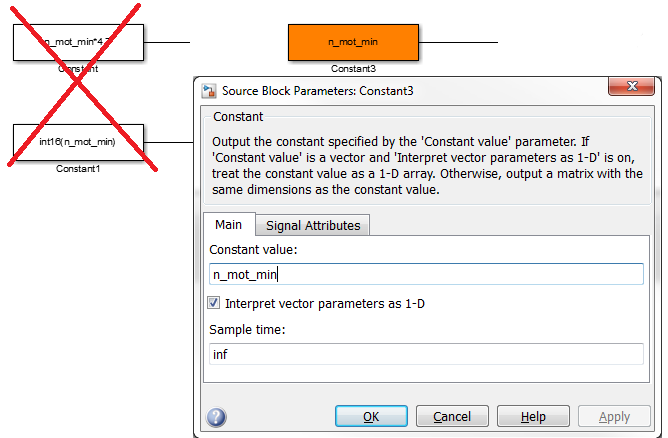 n_mot_min*4.7
n_mot_min
Constant
Constant3
int16(n_mot_min)
Constant1
Source Block Parameters: Constant3
Constant
Output the constant specified by the 'Constant value' parameter. If
'Constant value' is a vector and 'Interpret vector parameters as 1-D' is on,
treat the constant value as a 1-D array. Otherwise, output a matrix with the
same dimensions as the constant value.
Main
Signal Attributes
Constant value:
n_mot_min
Interpret vector parameters as 1-D
Sample time:
inf
OK
Cancel
Help
Apply